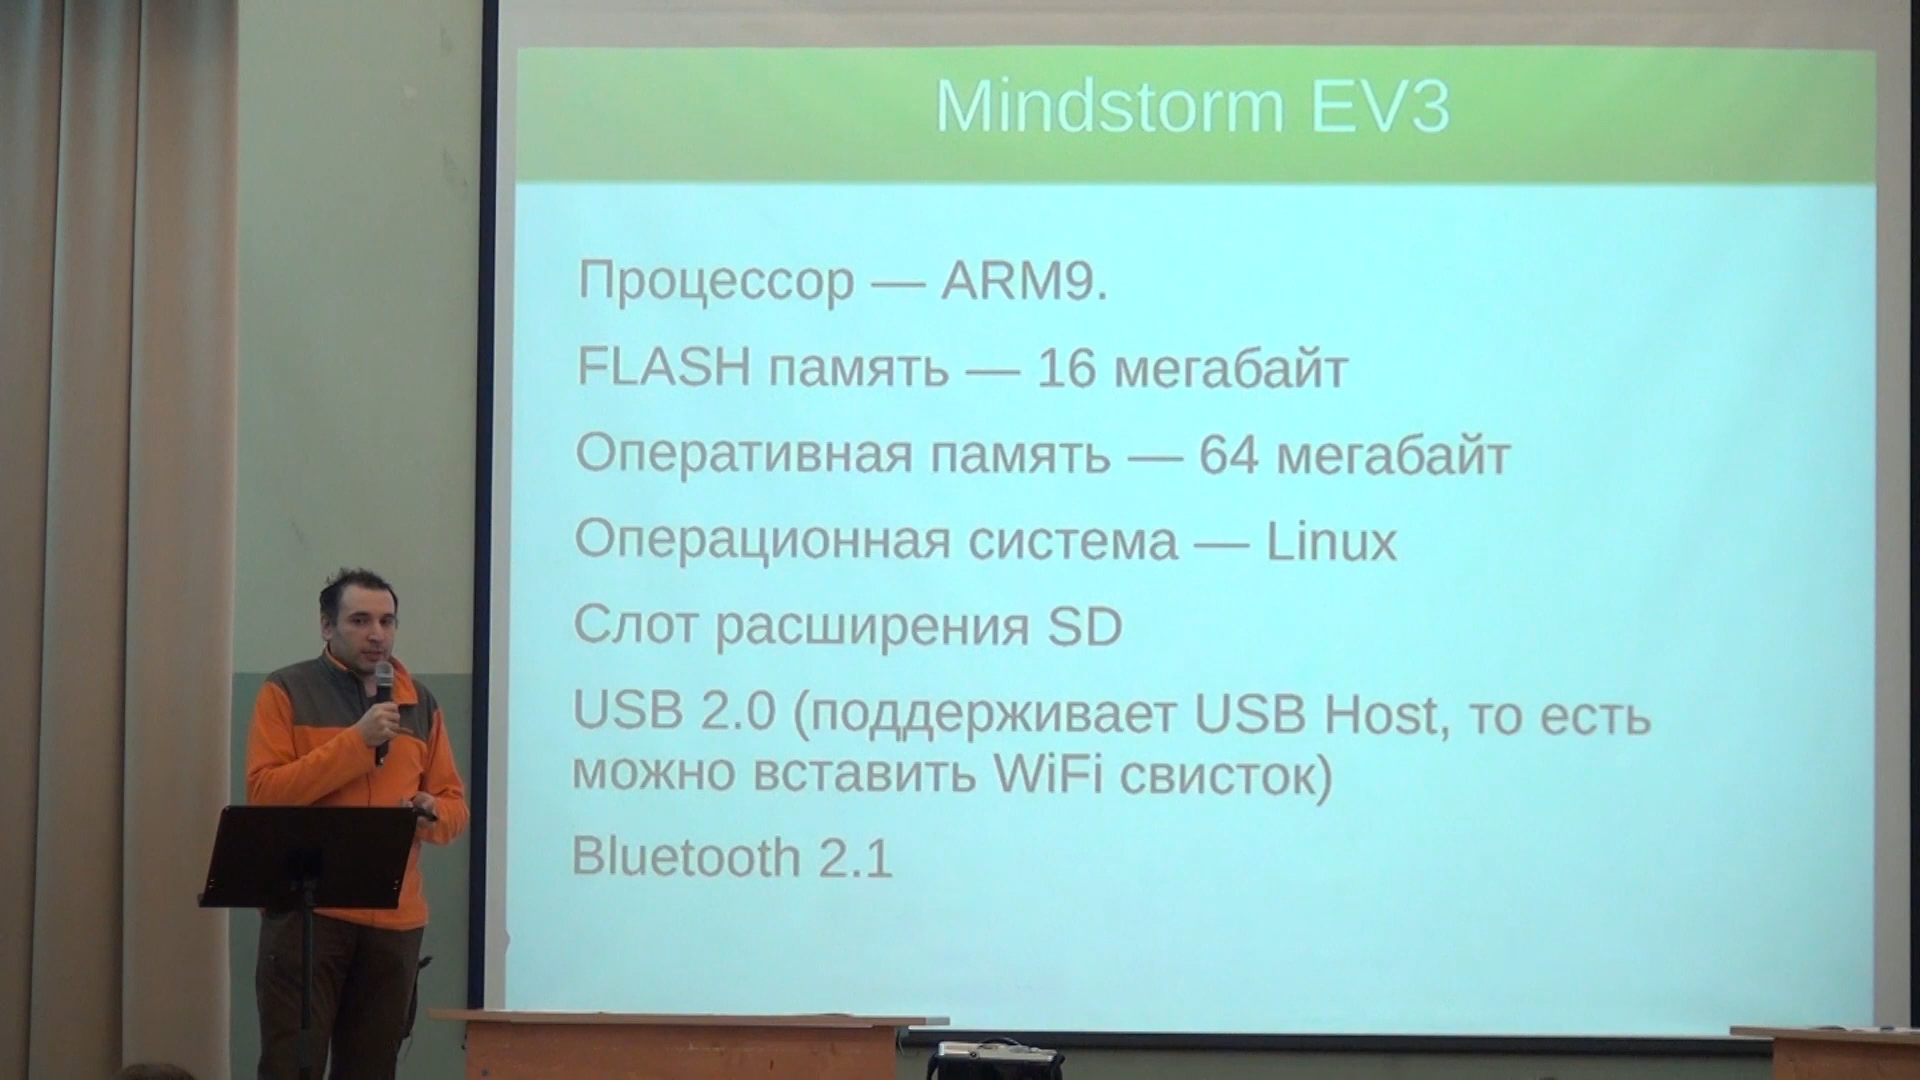 Mindstorm EV3
Процессор — ARM9.
FLASH память — 16 мегабайт
Оперативная память — 64 мегабайт
Операционная система — Linux
Слот расширения SD
USB 2.0 (поддерживает USB Host, то есть
можно вставить WiFi свисток)
Bluetooth 2.1